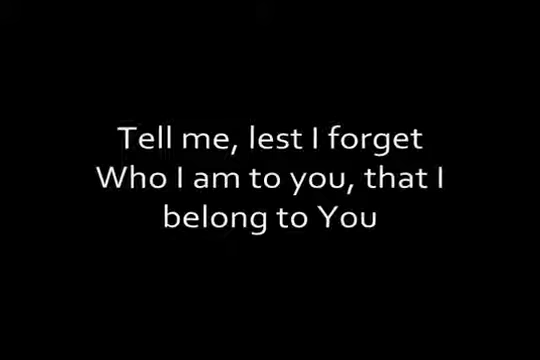 Tell me, lest I forget
Who I am to you, that I
belong to You